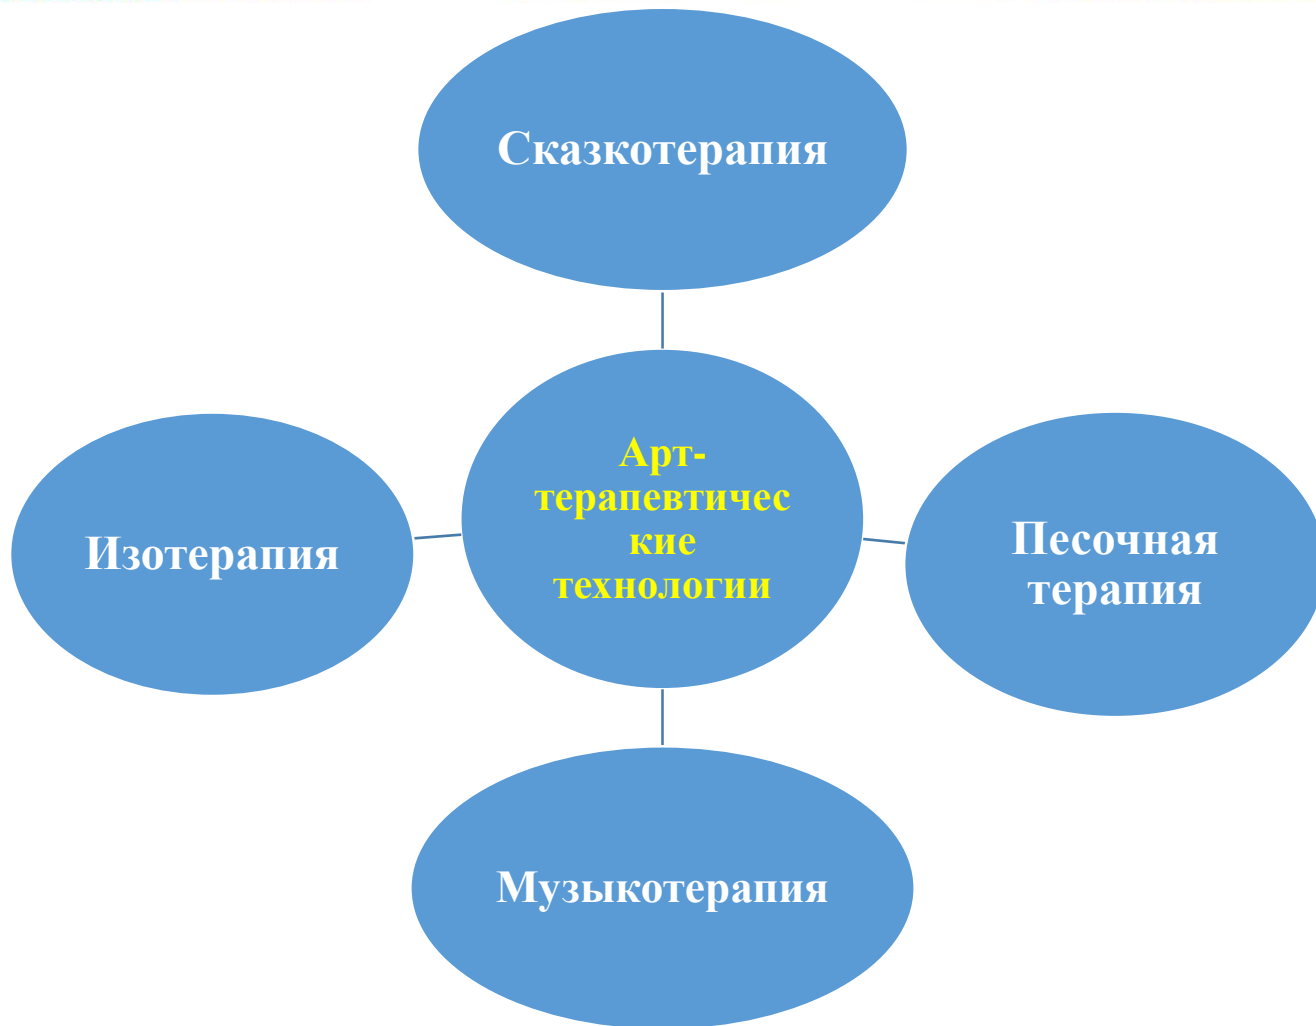 Сказкотерапия
Арт-
терапевтичес
кие
технологии
Изотерапия
Песочная
терапия
Музыкотерапия